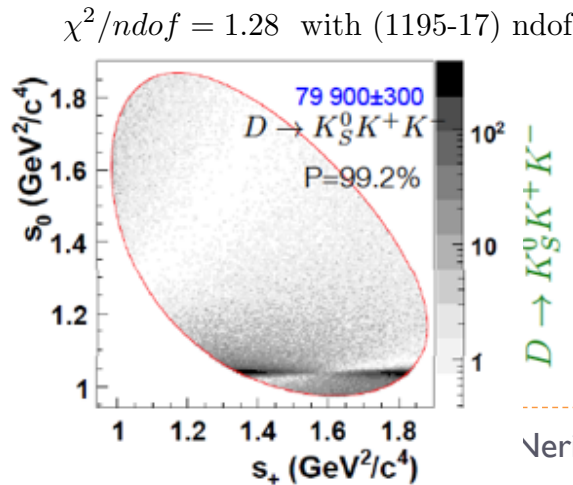 χ²/ndof = 1.28 with (1195-17) ndof
79 900±300
D → K⁰_S K⁺ K⁻
P=99.2%
s₀ (GeV²/c⁴)
1.8
1.6
1.4
1.2
1
1
1.2
1.4
1.6
1.8
s₊ (GeV²/c⁴)
10²
10
1
D → K⁰_S K⁺ K⁻